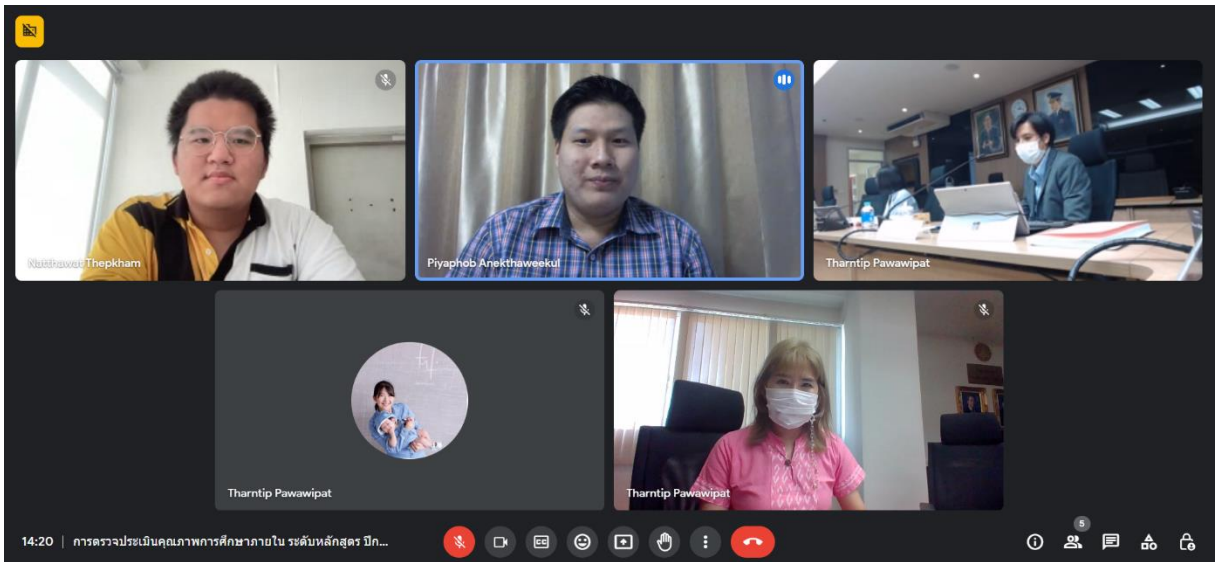 Natthawat Thepkham
Piyaphob Anekthaweekul
Tharntip Pawawipat
Tharntip Pawawipat
Tharntip Pawawipat
5
14:20 | การตรวจประเมินคุณภาพการศึกษาภายใน ระดับหลักสูตร ปีก...
CC